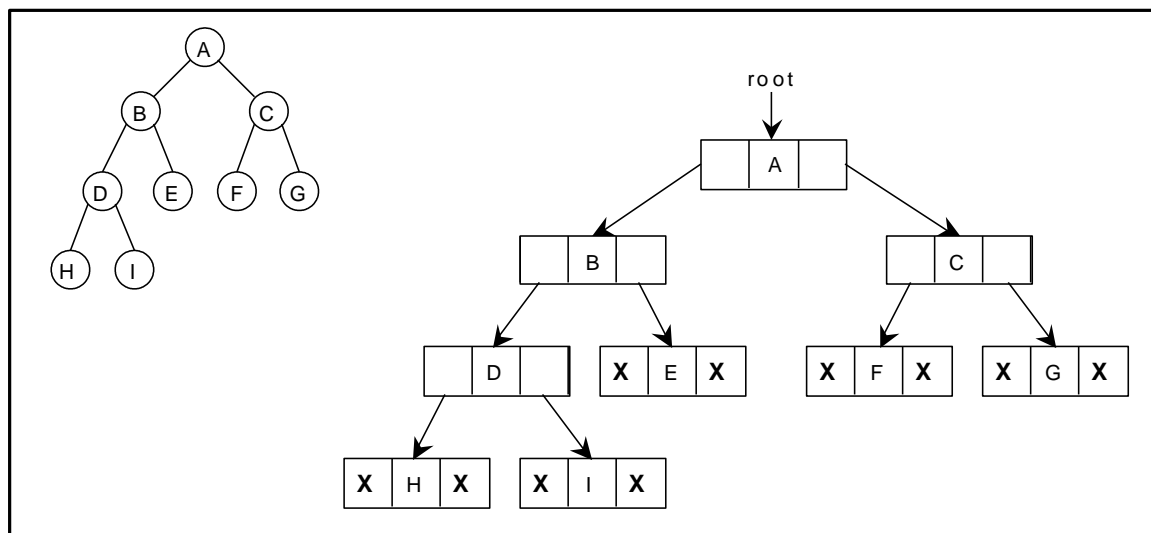 A
B C
D E F G
H I
root
A
B C
D X E X X F X X G X
X H X X I X